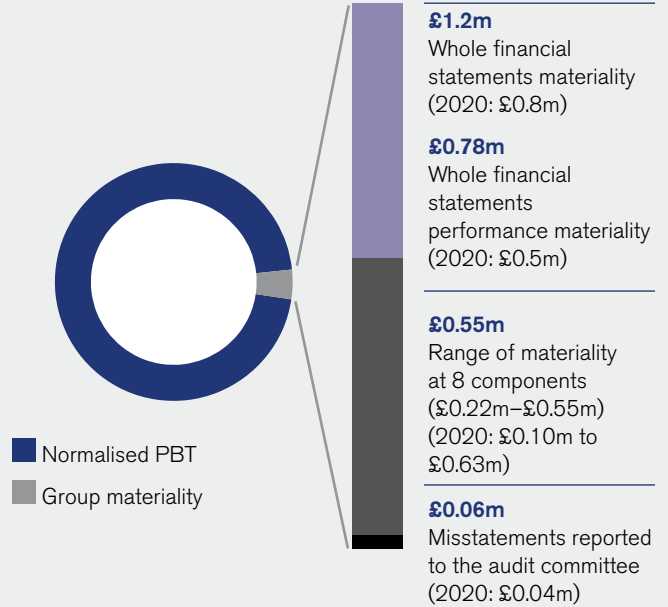 £1.2m
Whole financial
statements materiality
(2020: £0.8m)
£0.78m
Whole financial
statements
performance materiality
(2020: £0.5m)
£0.55m
Range of materiality
at 8 components
(£0.22m–£0.55m)
(2020: £0.10m to
£0.63m)
£0.06m
Misstatements reported
to the audit committee
(2020: £0.04m)
Normalised PBT
Group materiality